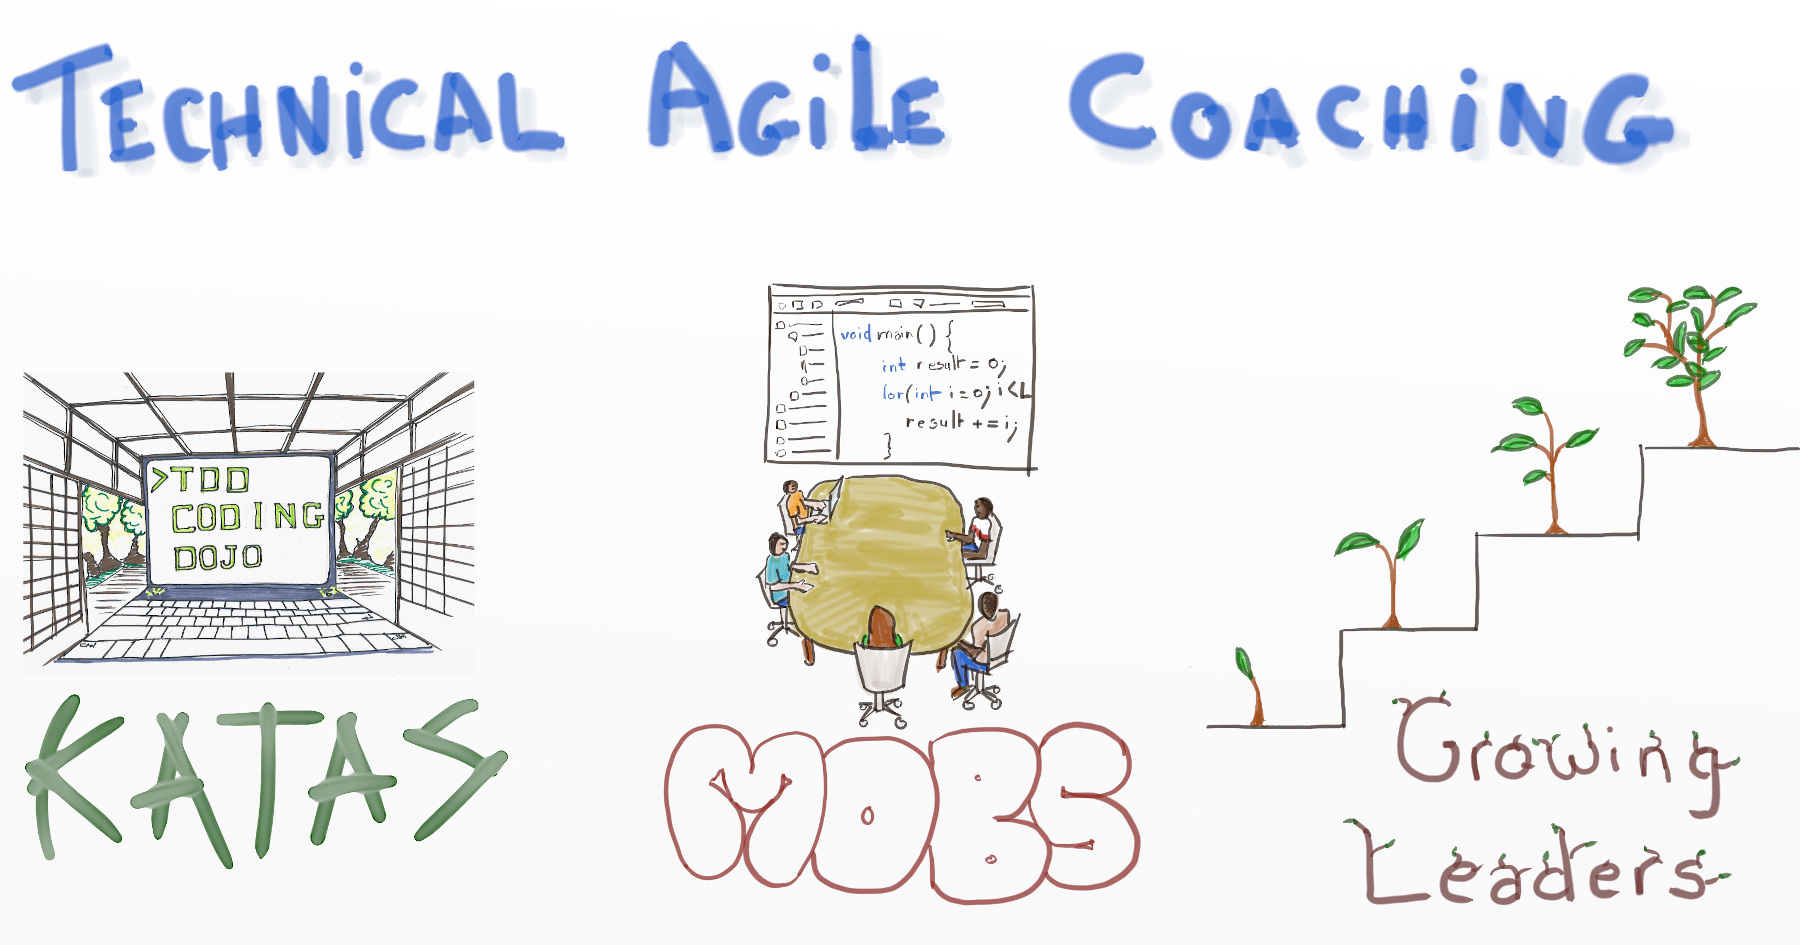 TECHNICAL AGILE COACHING
>TDD
CODING
DOJO
KATAS
void main() {
int result = 0;
for(int i=0; i<L
result += i;
}
MOBS
Growing
Leaders